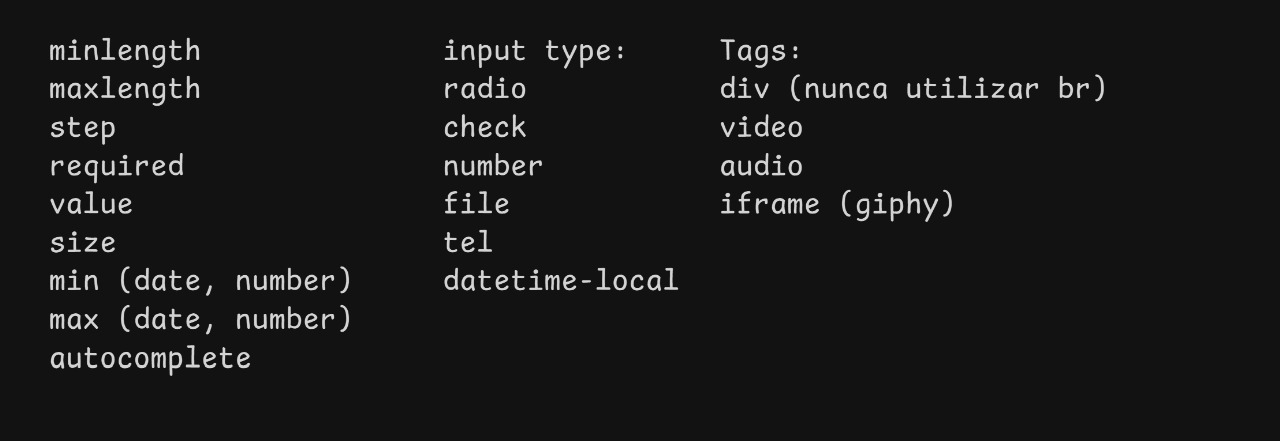 minlength
maxlength
step
required
value
size
min (date, number)
max (date, number)
autocomplete
input type:
radio
check
number
file
tel
datetime-local
Tags:
div (nunca utilizar br)
video
audio
iframe (giphy)